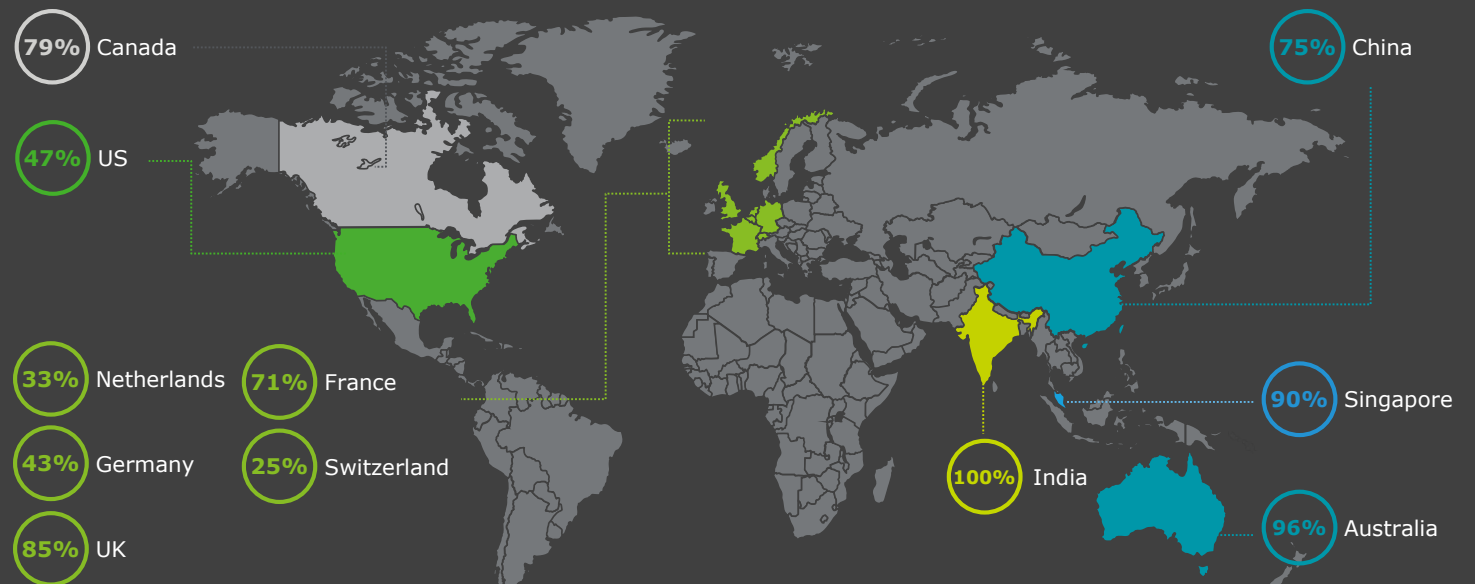 79% Canada
75% China
47% US
33% Netherlands
71% France
90% Singapore
43% Germany
25% Switzerland
100% India
96% Australia
85% UK